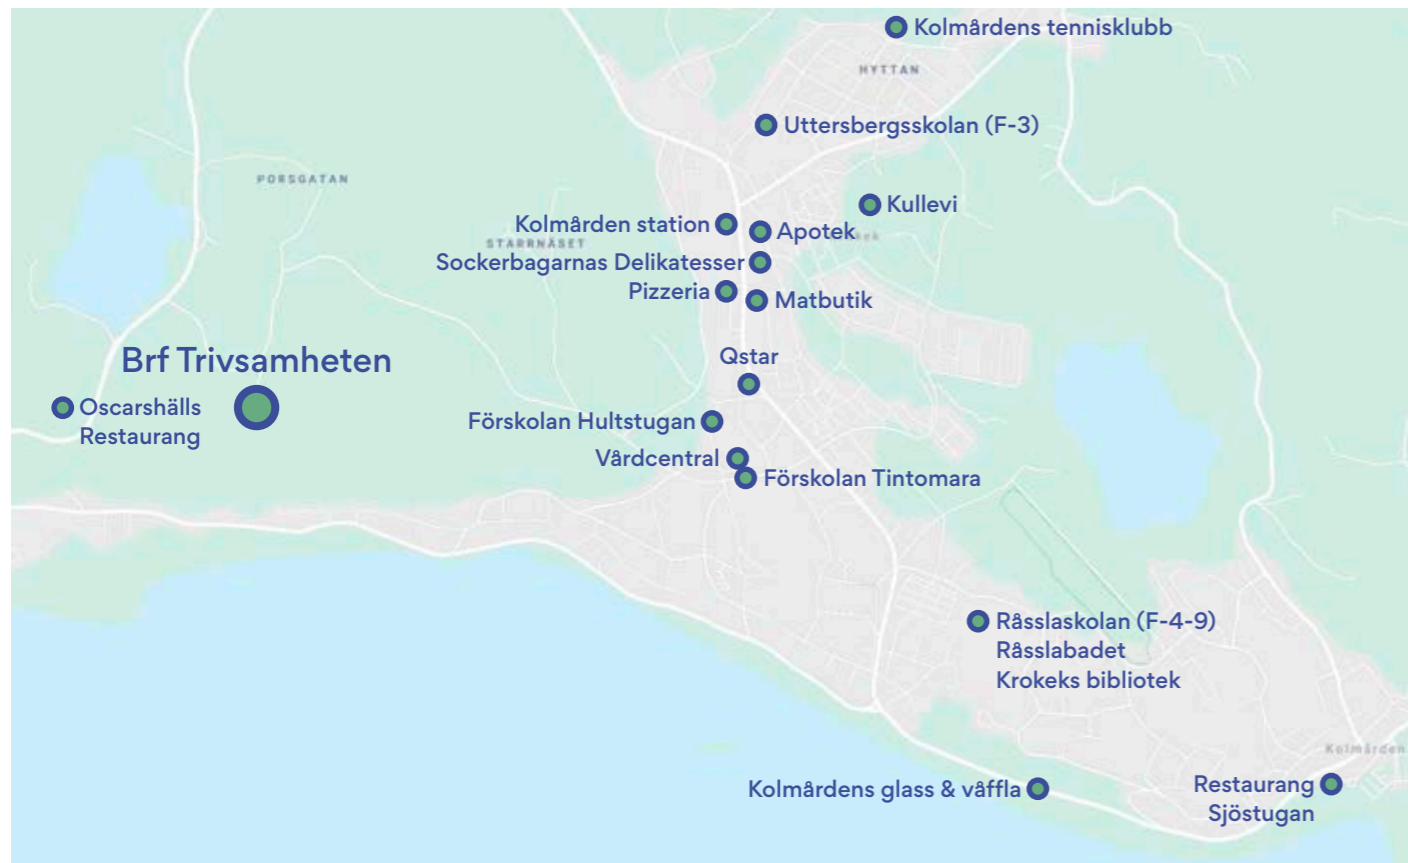 Kolmårdens tennisklubb
HYTTAN
Uttersbergsskolan (F-3)
PORSGATAN
Kullevi
Kolmården station
Apotek
STARRNÄSET
Sockerbagarnas Delikatesser
Pizzeria
Matbutik
Brf Trivsamheten
Qstar
Oscarshälls
Restaurang
Förskolan Hultstugan
Vårdcentral
Förskolan Tintomara
Råsslaskolan (F-4-9)
Råsslabadet
Krokeks bibliotek
Kolmården
Kolmårdens glass & våffla
Restaurang
Sjöstugan